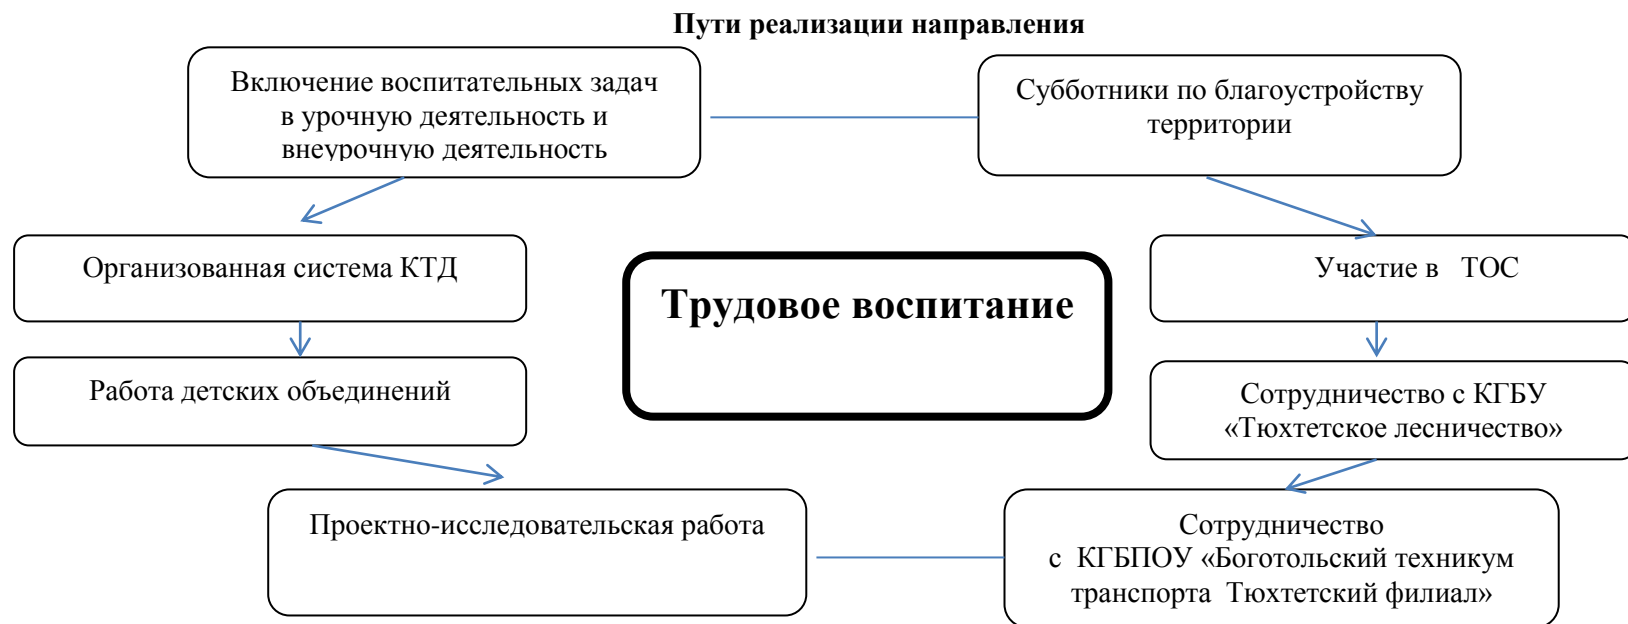 Пути реализации направления
Включение воспитательных задач
в урочную деятельность и
внеурочную деятельность
Субботники по благоустройству
территории
Организованная система КТД
Трудовое воспитание
Участие в ТОС
Работа детских объединений
Сотрудничество с КГБУ
«Тюхтетское лесничество»
Проектно-исследовательская работа
Сотрудничество
с КГБПОУ «Боготольский техникум
транспорта Тюхтетский филиал»